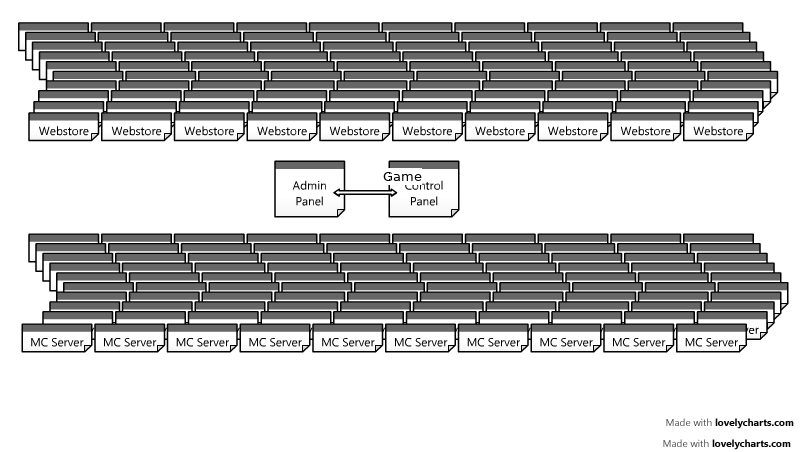 Webstore Webstore Webstore Webstore Webstore Webstore Webstore Webstore Webstore Webstore
Game
Admin Control
Panel Panel
ver
MC Server MC Server MC Server MC Server MC Server MC Server MC Server MC Server MC Server MC Server
Made with lovelycharts.com
Made with lovelycharts.com